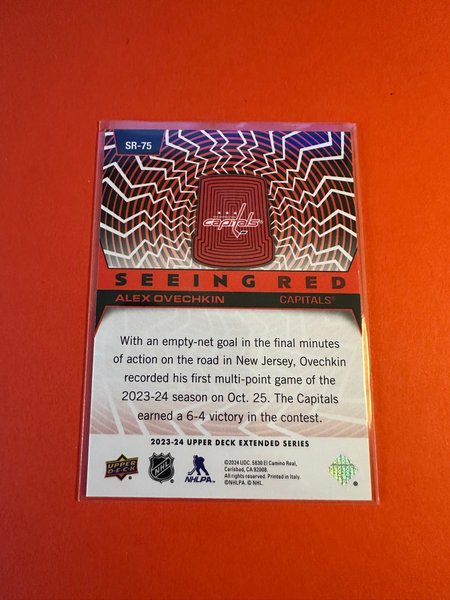 SR-75
capitals
SEEING RED
ALEX OVECHKIN CAPITALS®
With an empty-net goal in the final minutes
of action on the road in New Jersey, Ovechkin
recorded his first multi-point game of the
2023-24 season on Oct. 25. The Capitals
earned a 6-4 victory in the contest.
2023-24 UPPER DECK EXTENDED SERIES
UPPER
DECK
NHL
NHLPA
©2024 UDC. 5830 El Camino Real,
Carlsbad, CA 92008.
All rights reserved. Printed in Italy.
©NHLPA. © NHL.